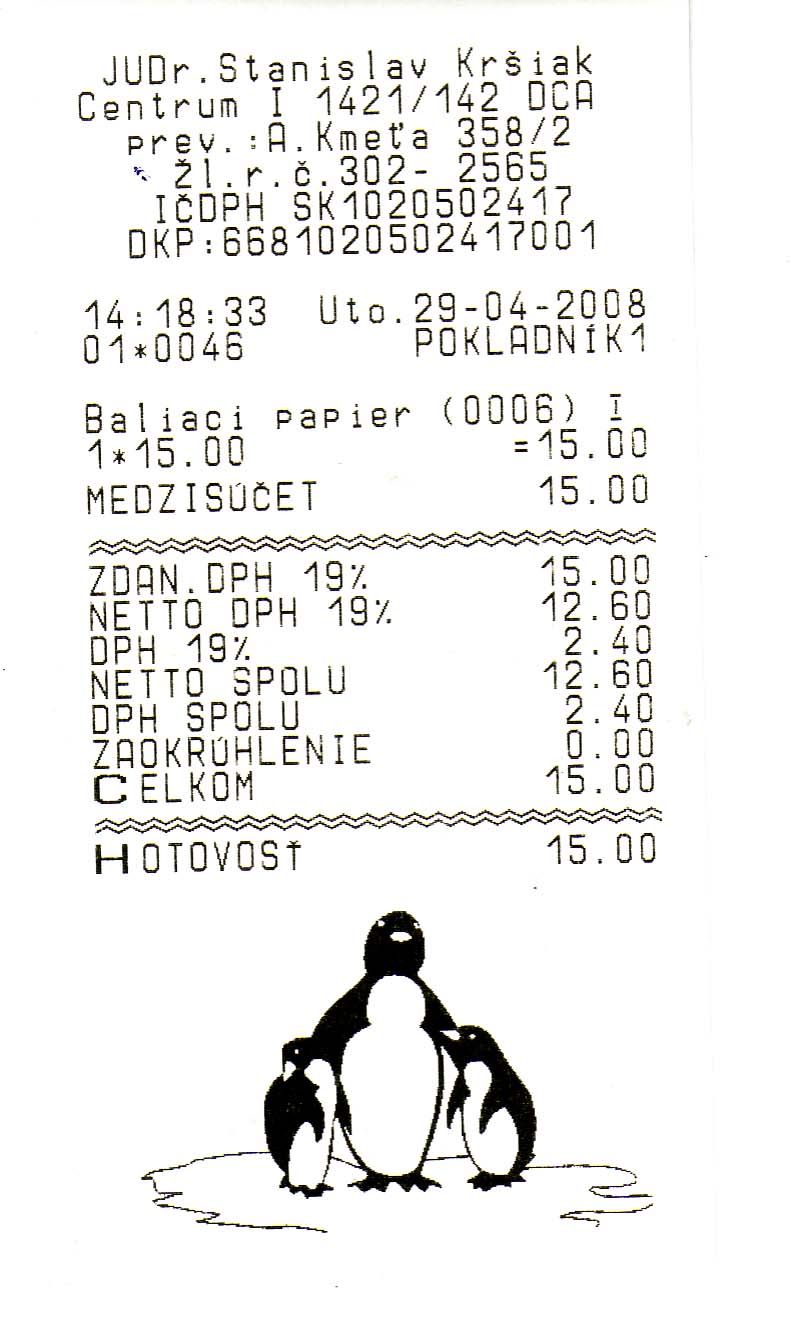 JUDr.Stanislav Kršiak
Centrum I 1421/142 DCA
prev.:A.Kmeťa 358/2
žl.r.č.302- 2565
IČDPH SK1020502417
DKP:6681020502417001
14:18:33 Uto.29-04-2008
01*0046 POKLADNÍK1
Baliaci papier (0006) I
1*15.00 =15.00
MEDZISÚČET 15.00
ZDAN.DPH 19% 15.00
NETTO DPH 19% 12.60
DPH 19% 2.40
NETTO SPOLU 12.60
DPH SPOLU 2.40
ZAOKRÚHLENIE 0.00
CELKOM 15.00
HOTOVOSŤ 15.00